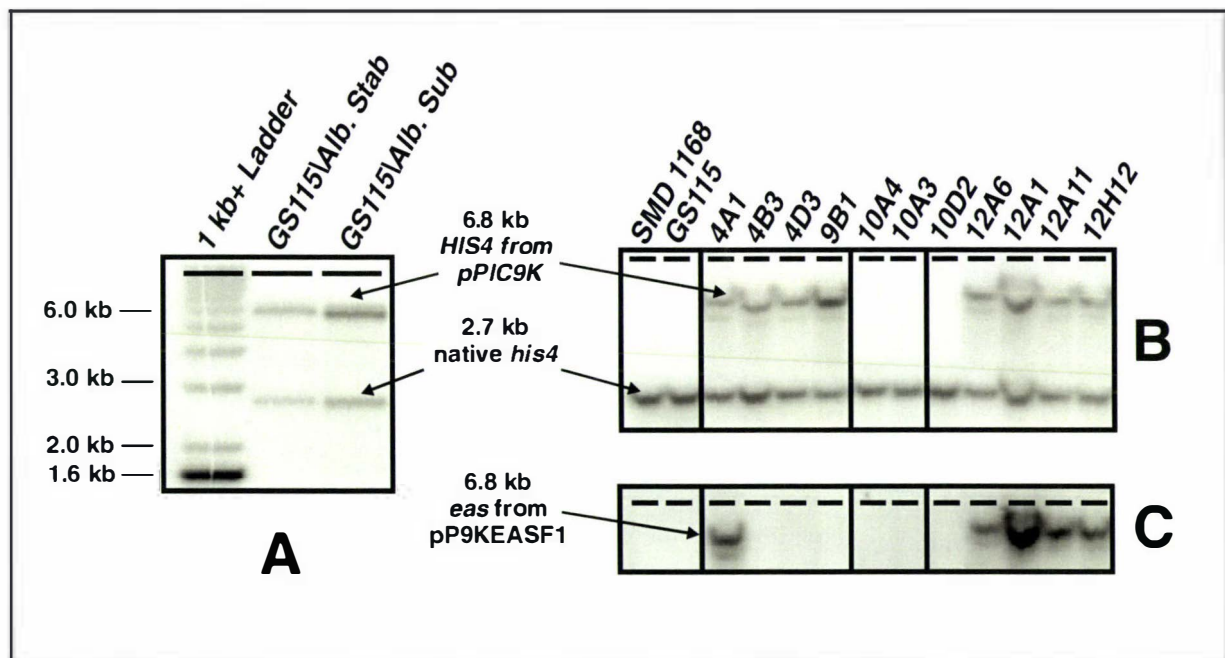 1 kb+ Ladder
GS115\Alb. Stab
GS115\Alb. Sub
6.0 kb
3.0 kb
2.0 kb
1.6 kb
A
6.8 kb
HIS4 from
pPIC9K
2.7 kb
native his4
6.8 kb
eas from
pP9KEASF1
SMD 1168
GS115
4A1
4B3
4D3
9B1
10A4
10A3
10D2
12A6
12A1
12A11
12H12
B
C